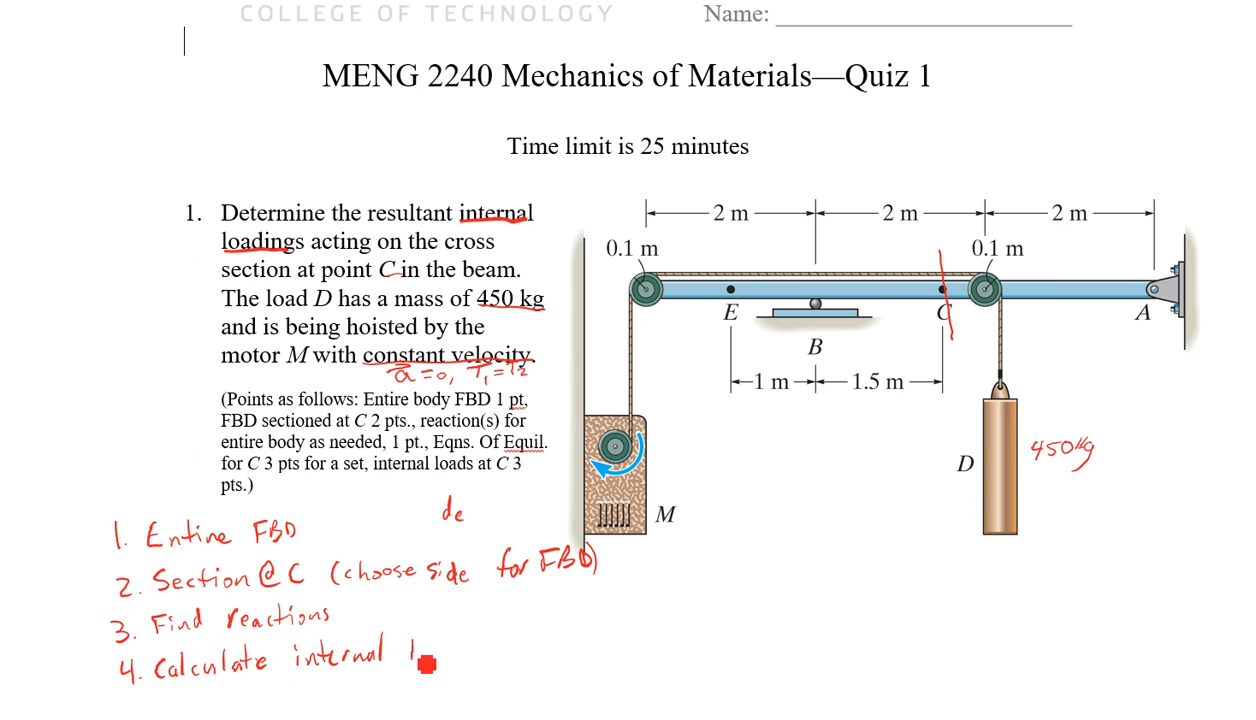 COLLEGE OF TECHNOLOGY
Name:
MENG 2240 Mechanics of Materials—Quiz 1
Time limit is 25 minutes
1. Determine the resultant internal
loadings acting on the cross
section at point C in the beam.
The load D has a mass of 450 kg
and is being hoisted by the
motor M with constant velocity.
a = 0, T1 = T2
(Points as follows: Entire body FBD 1 pt,
FBD sectioned at C 2 pts., reaction(s) for
entire body as needed, 1 pt., Eqns. Of Equil.
for C 3 pts for a set, internal loads at C 3
pts.)
2 m 2 m 2 m
0.1 m 0.1 m
E C A
B
1 m 1.5 m
D 450kg
M
de
1. Entire FBD
2. Section @ C (choose side for FBD)
3. Find reactions
4. Calculate internal l